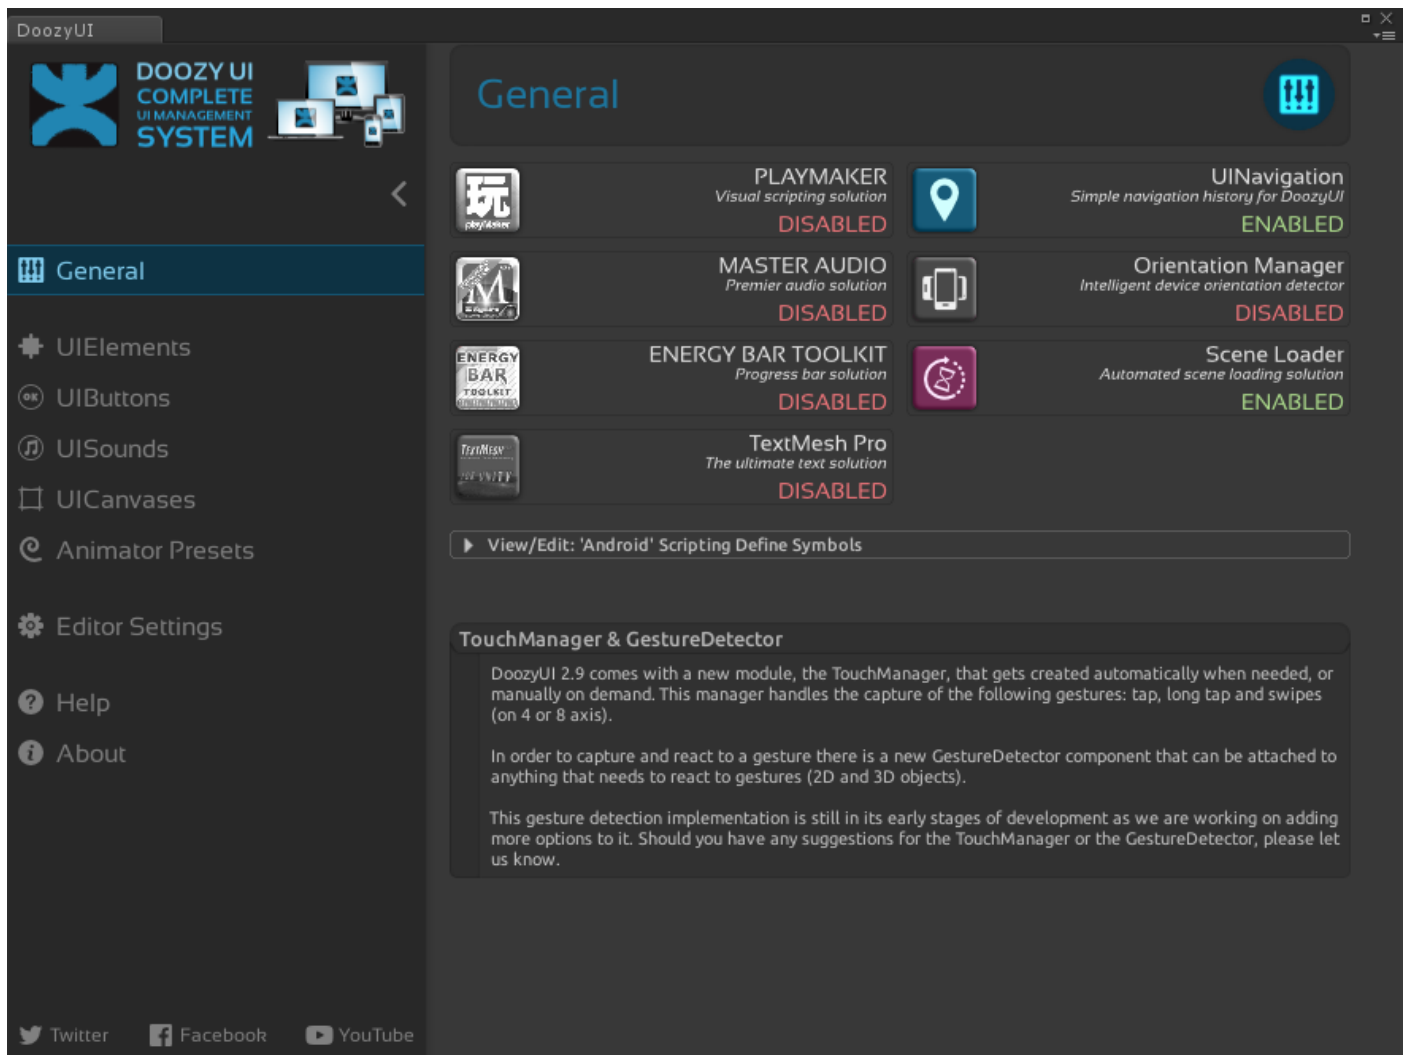 DoozyUI
DOOZY UI
COMPLETE
UI MANAGEMENT
SYSTEM
General
UIElements
UIButtons
UISounds
UICanvases
Animator Presets
Editor Settings
Help
About
Twitter
Facebook
YouTube
General
玩
playMaker
PLAYMAKER
Visual scripting solution
DISABLED
UINavigation
Simple navigation history for DoozyUI
ENABLED
MASTER AUDIO
Premier audio solution
DISABLED
Orientation Manager
Intelligent device orientation detector
DISABLED
ENERGY
BAR
TOOLKIT
ENERGY BAR TOOLKIT
Progress bar solution
DISABLED
Scene Loader
Automated scene loading solution
ENABLED
TextMesh
TextMesh Pro
The ultimate text solution
DISABLED
View/Edit: 'Android' Scripting Define Symbols
TouchManager & GestureDetector
DoozyUI 2.9 comes with a new module, the TouchManager, that gets created automatically when needed, or
manually on demand. This manager handles the capture of the following gestures: tap, long tap and swipes
(on 4 or 8 axis).
In order to capture and react to a gesture there is a new GestureDetector component that can be attached to
anything that needs to react to gestures (2D and 3D objects).
This gesture detection implementation is still in its early stages of development as we are working on adding
more options to it. Should you have any suggestions for the TouchManager or the GestureDetector, please let
us know.